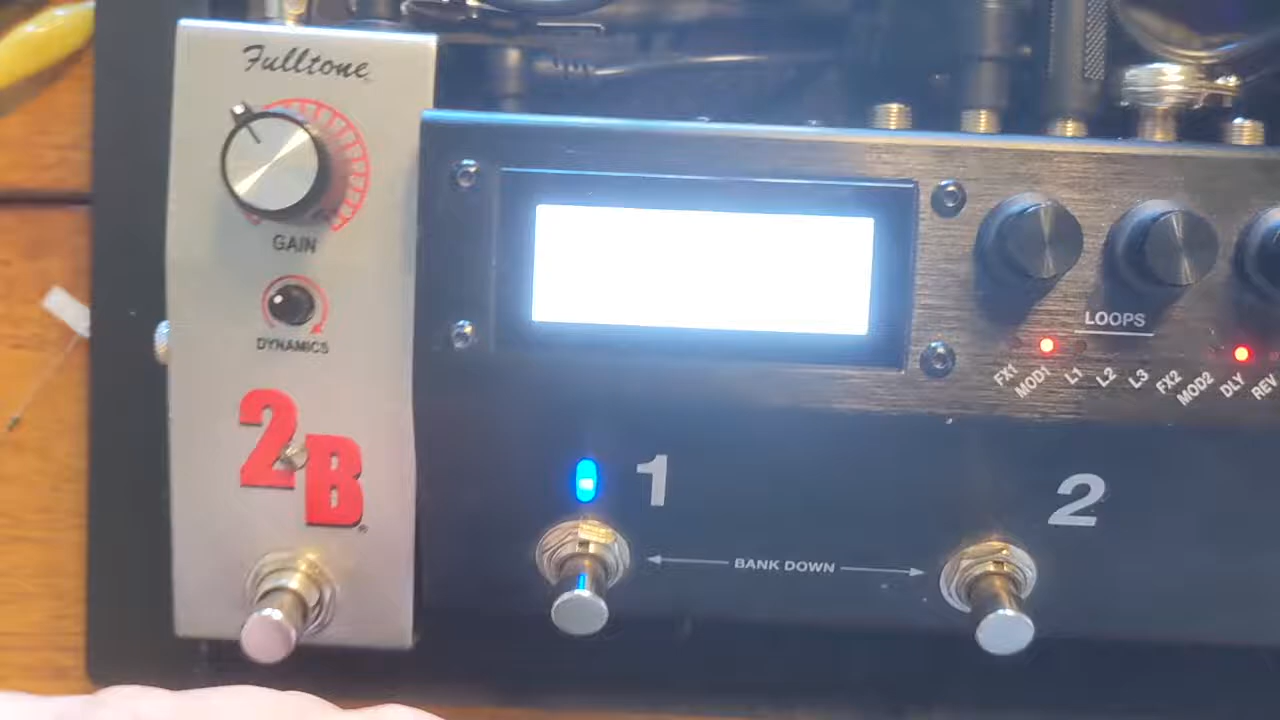 Fulltone
GAIN
DYNAMICS
2B
LOOPS
FX1 MOD1 L1 L2 L3 FX2 MOD2 DLY REV
1
2
BANK DOWN